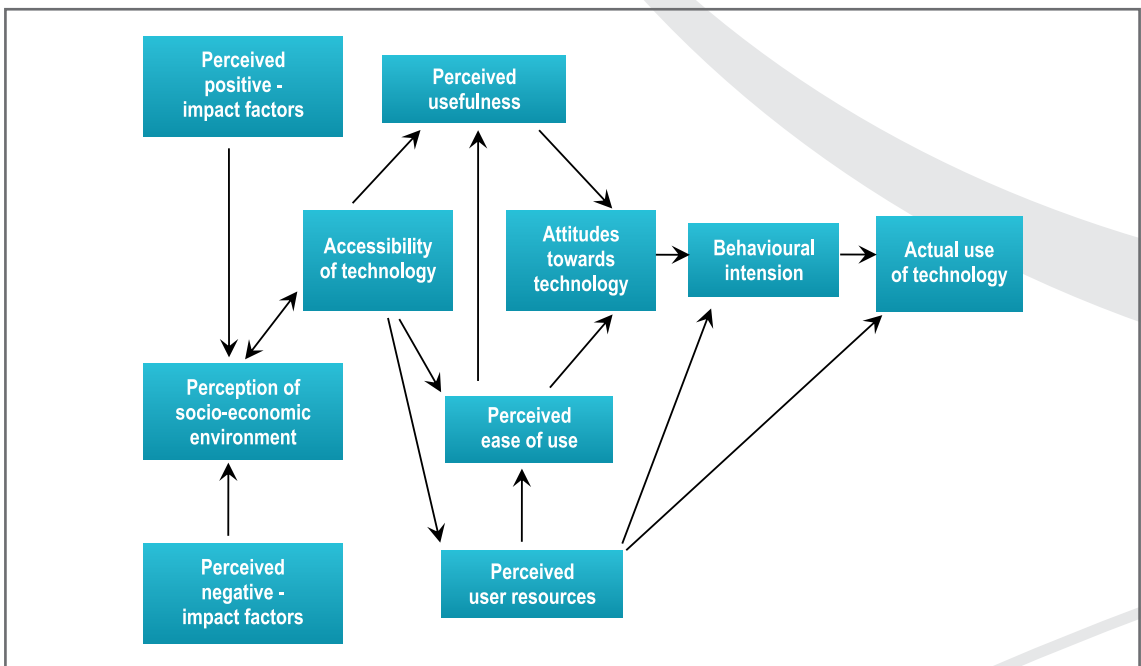 Perceived
positive -
impact factors
Perceived
usefulness
Accessibility
of technology
Attitudes
towards
technology
Behavioural
intension
Actual use
of technology
Perception of
socio-economic
environment
Perceived
ease of use
Perceived
negative -
impact factors
Perceived
user resources